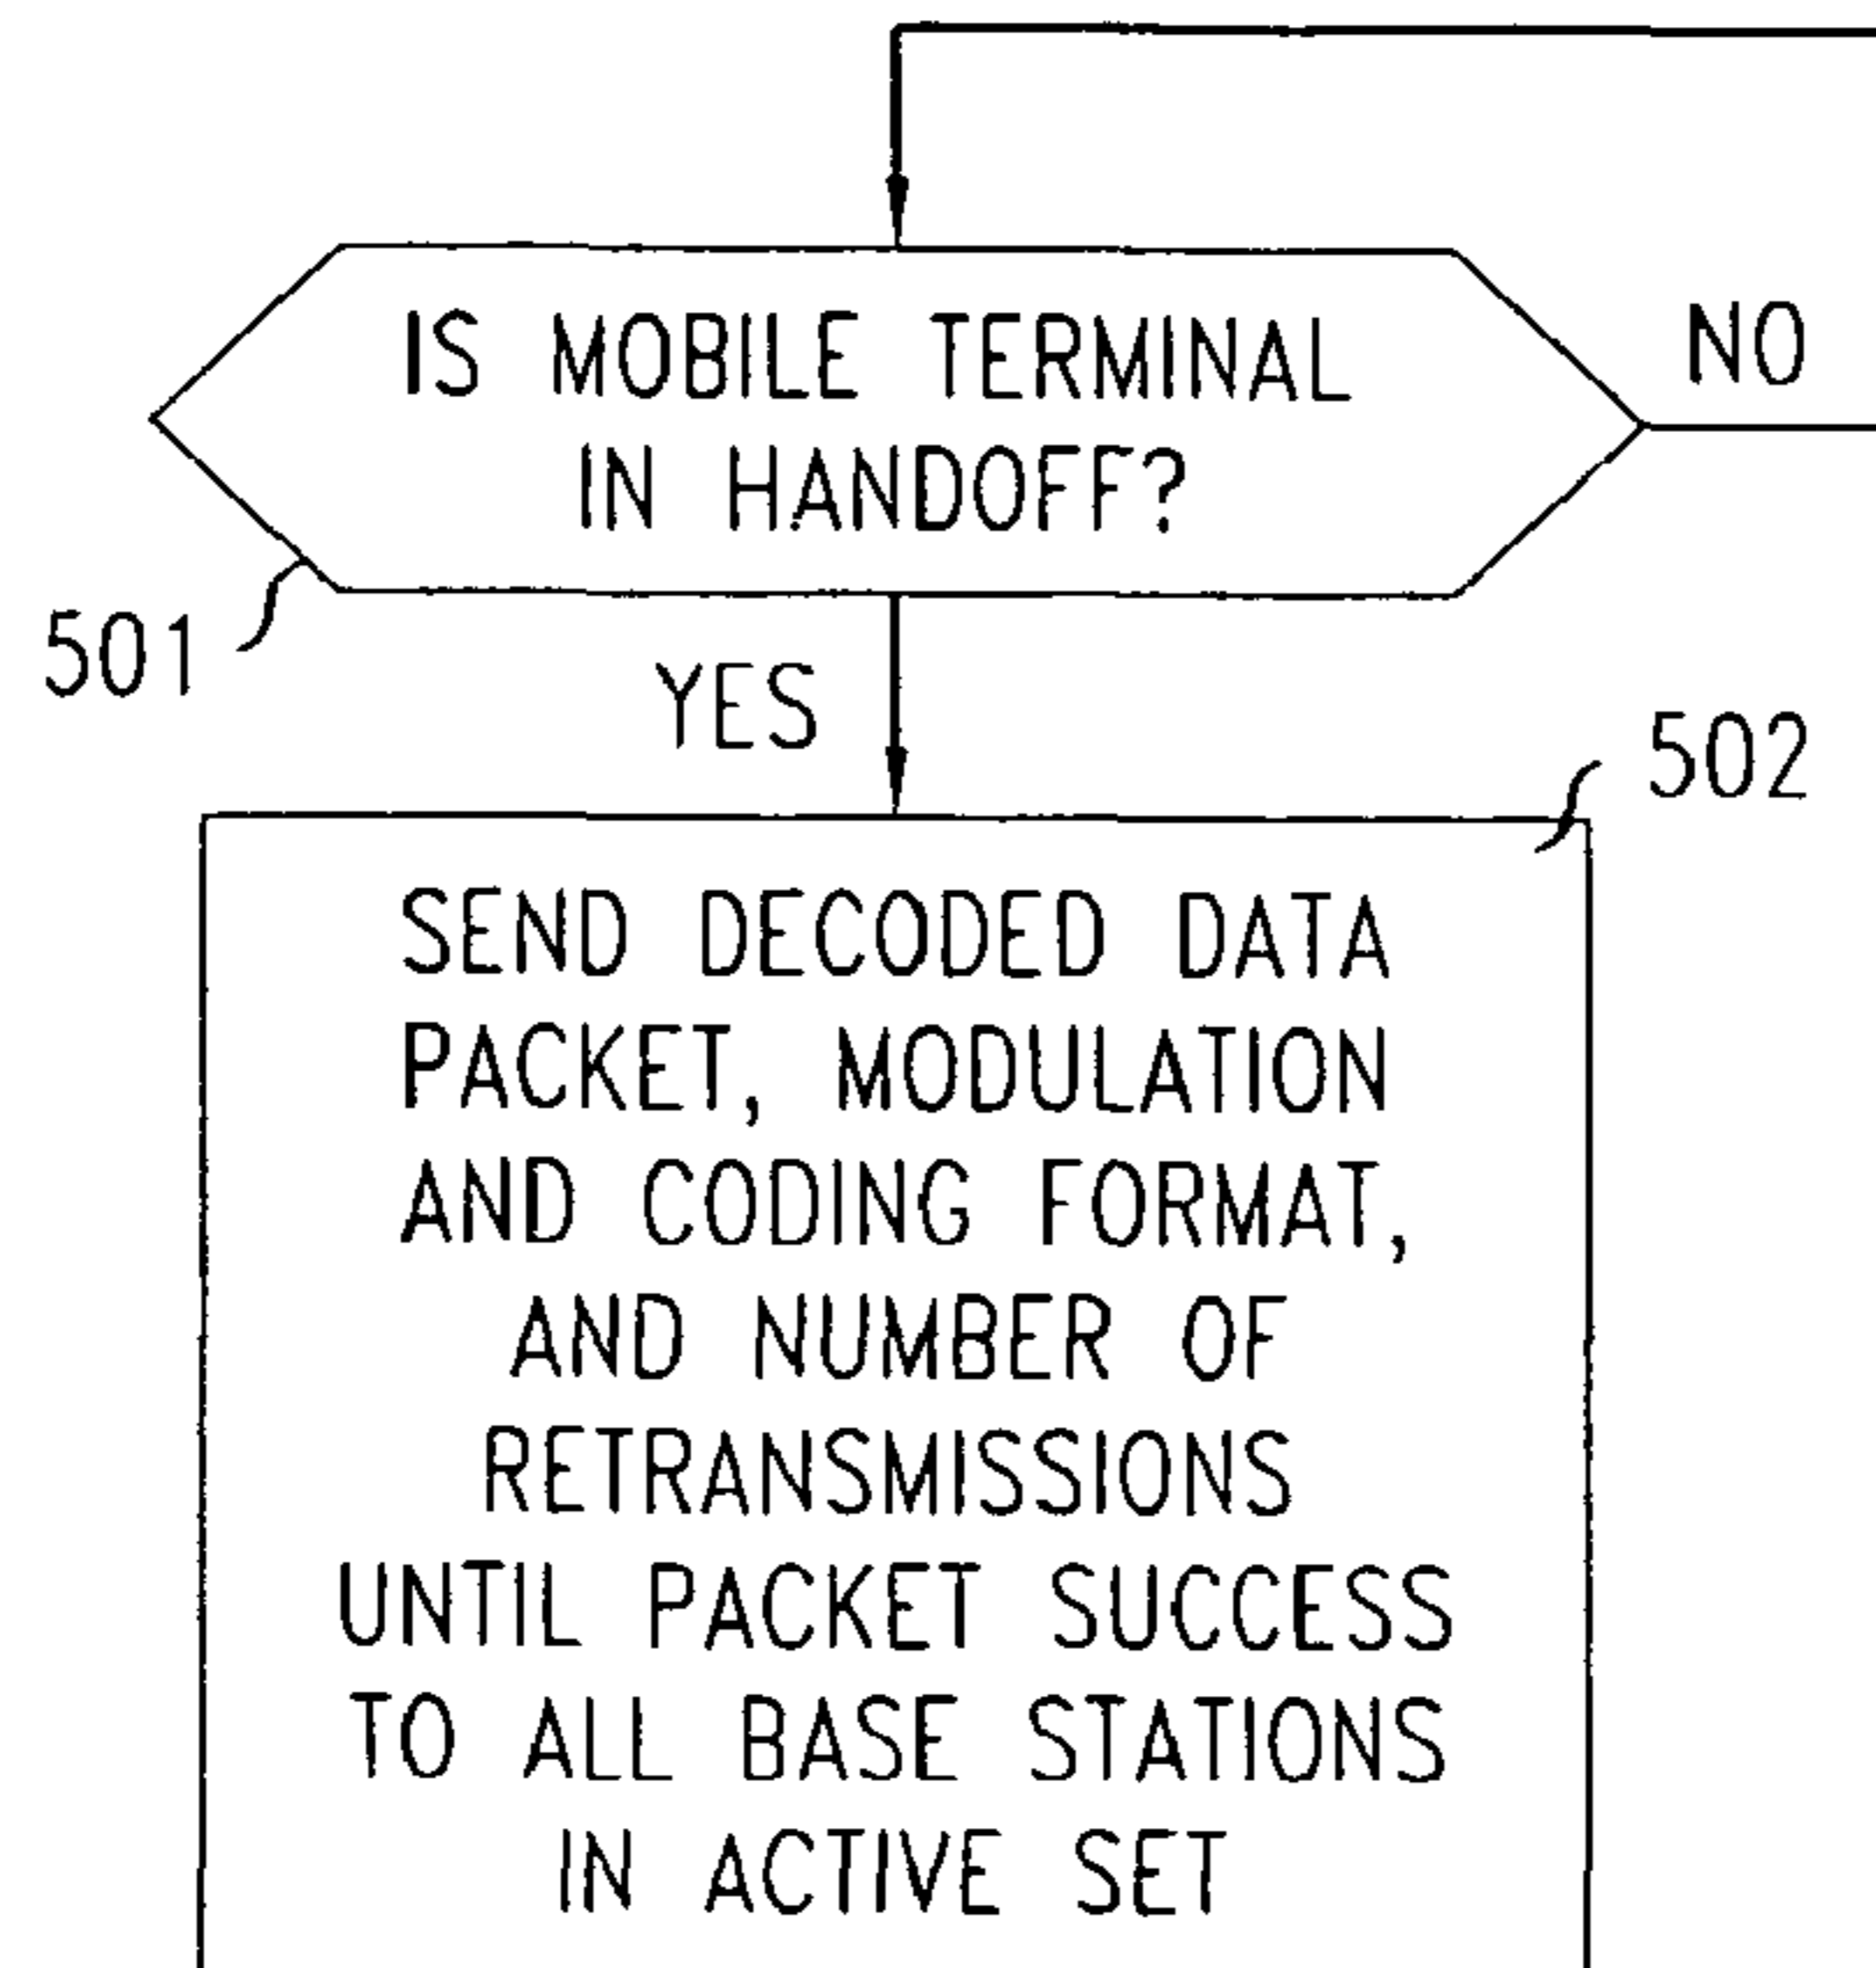 IS MOBILE TERMINAL
IN HANDOFF?
NO
501
YES
502
SEND DECODED DATA
PACKET, MODULATION
AND CODING FORMAT,
AND NUMBER OF
RETRANSMISSIONS
UNTIL PACKET SUCCESS
TO ALL BASE STATIONS
IN ACTIVE SET